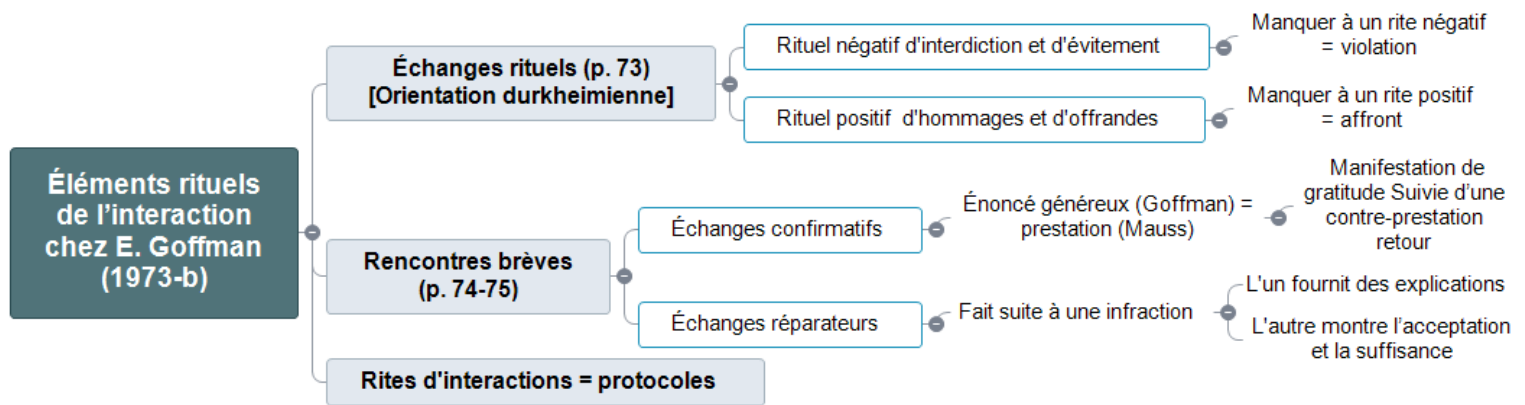 Éléments rituels
de l’interaction
chez E. Goffman
(1973-b)
Échanges rituels (p. 73)
[Orientation durkheimienne]
Rituel négatif d'interdiction et d'évitement
Manquer à un rite négatif
= violation
Rituel positif d'hommages et d'offrandes
Manquer à un rite positif
= affront
Rencontres brèves
(p. 74-75)
Échanges confirmatifs
Énoncé généreux (Goffman) =
prestation (Mauss)
Manifestation de
gratitude Suivie d’une
contre-prestation
retour
Échanges réparateurs
Fait suite à une infraction
L'un fournit des explications
L'autre montre l’acceptation
et la suffisance
Rites d'interactions = protocoles